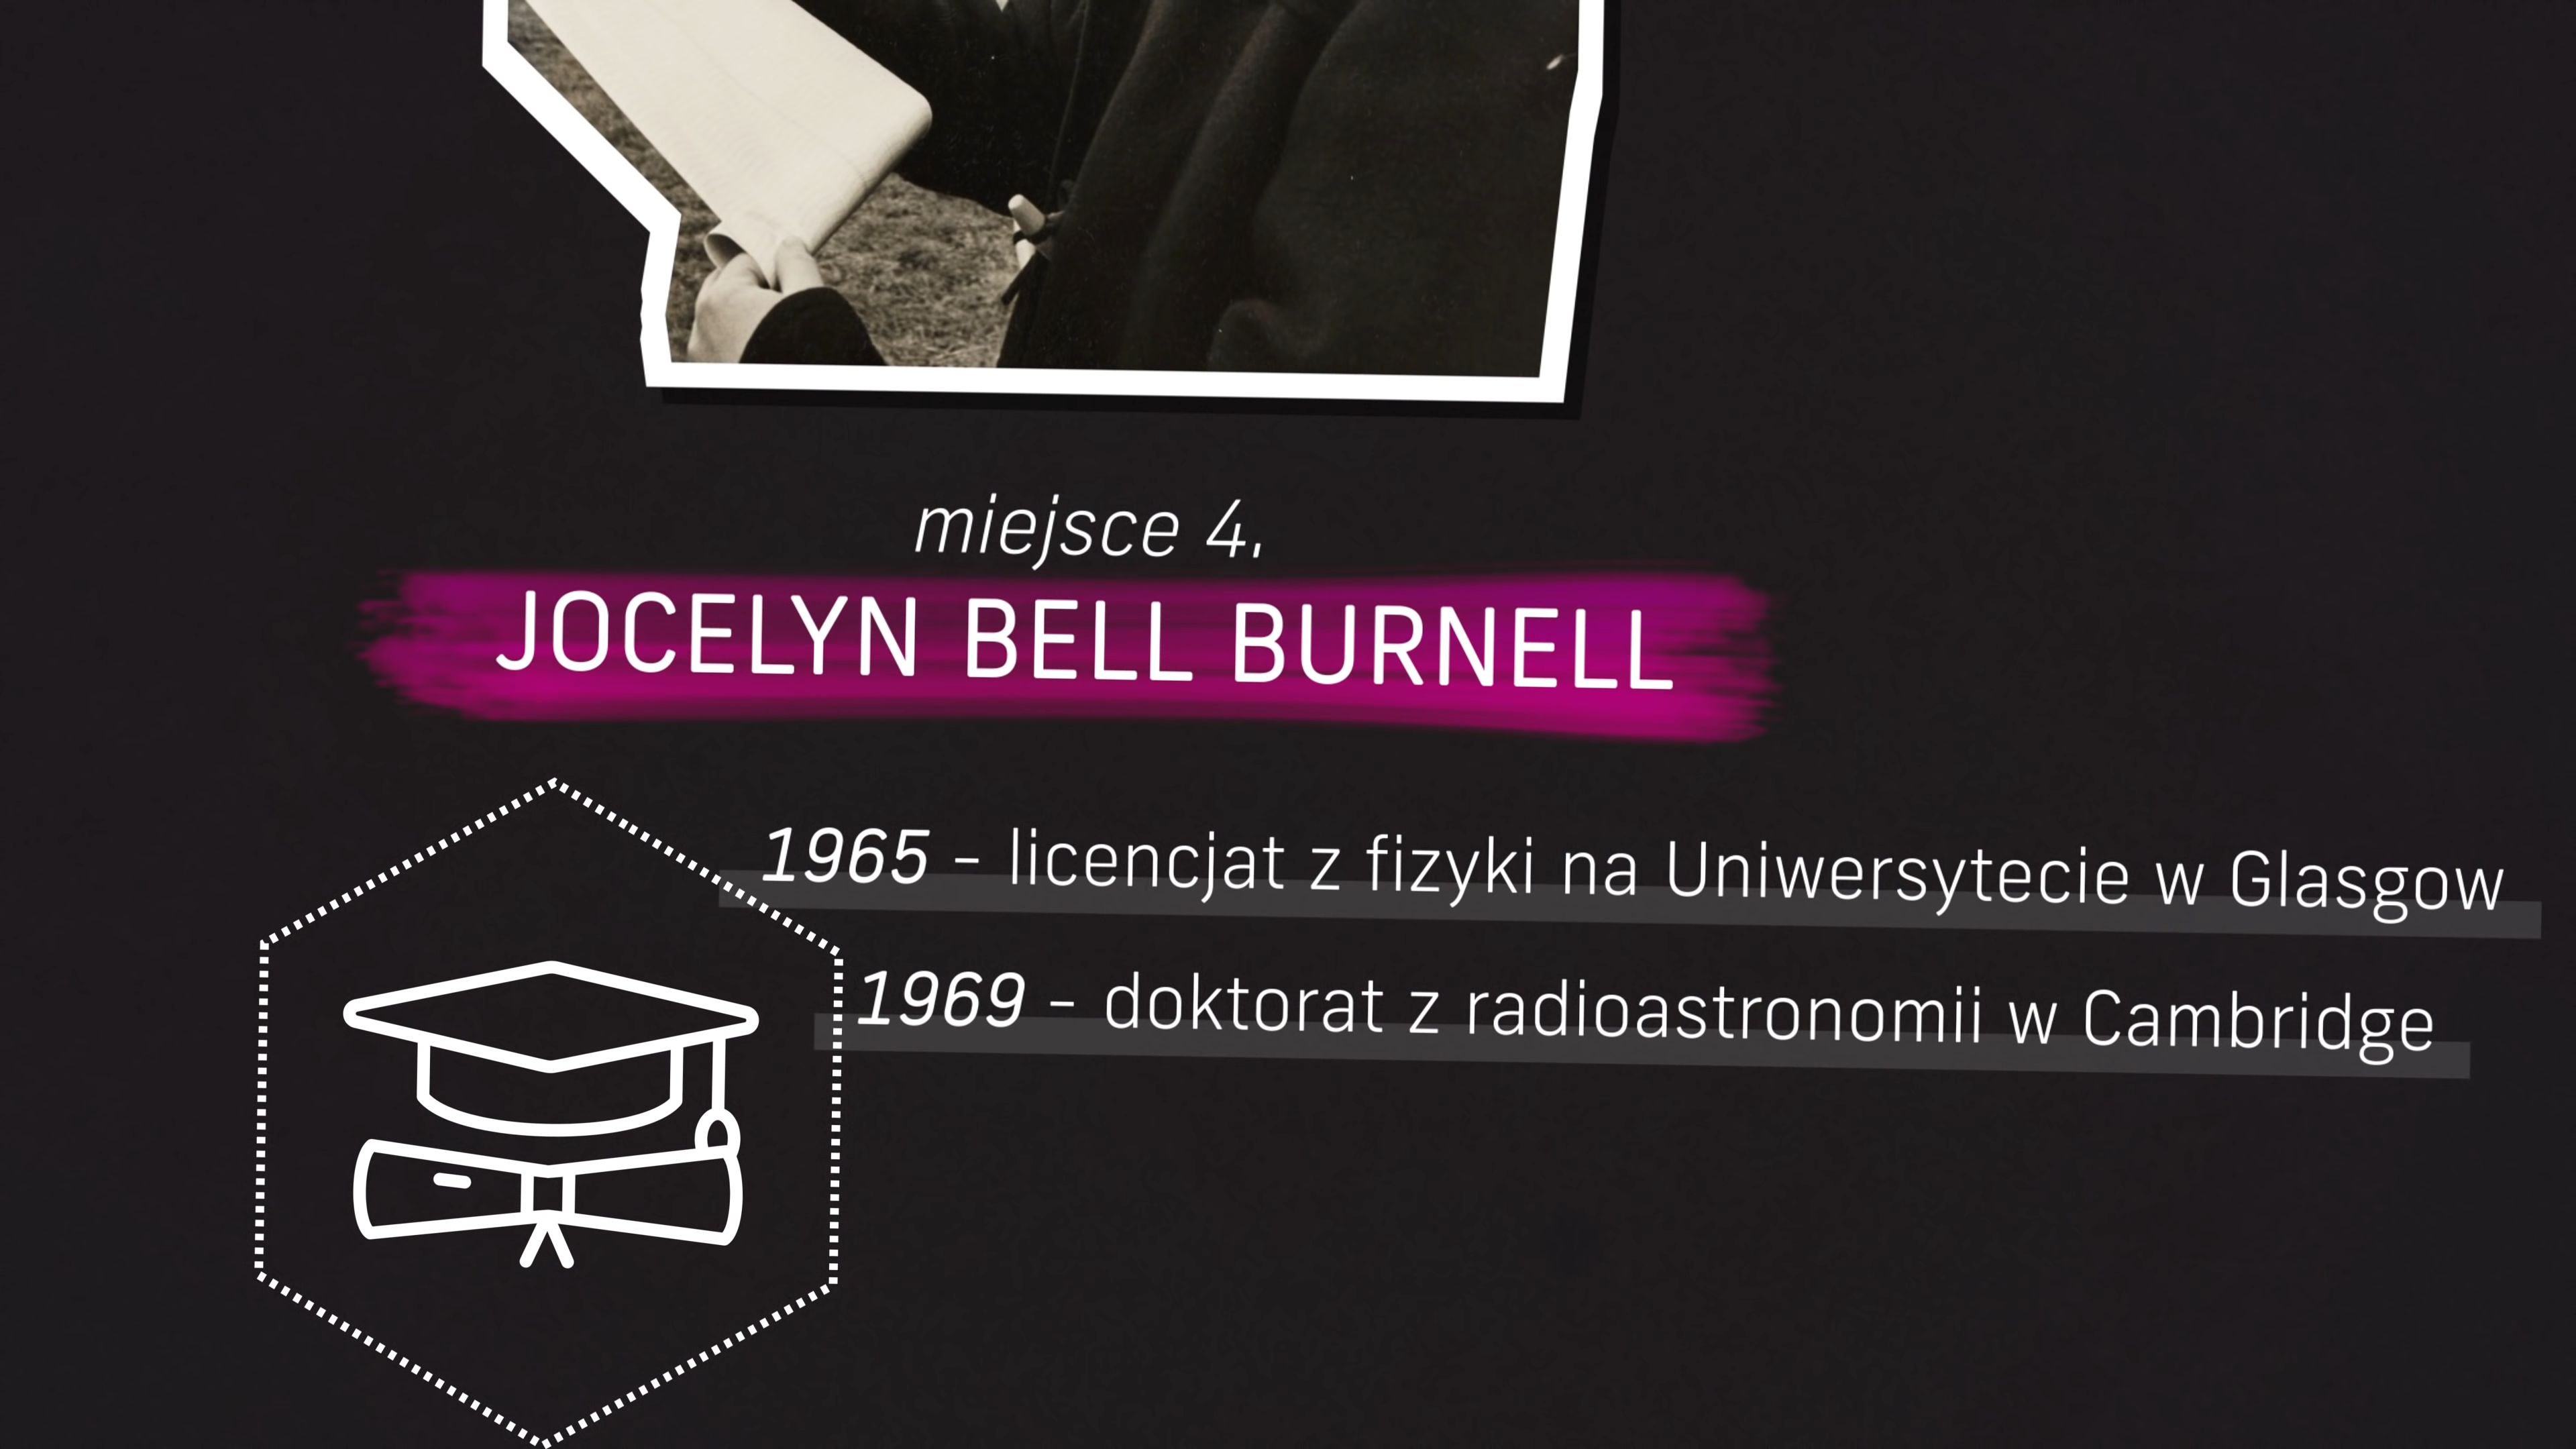 miejsce 4.
JOCELYN BELL BURNELL
1965 - licencjat z fizyki na Uniwersytecie w Glasgow
1969 - doktorat z radioastronomii w Cambridge